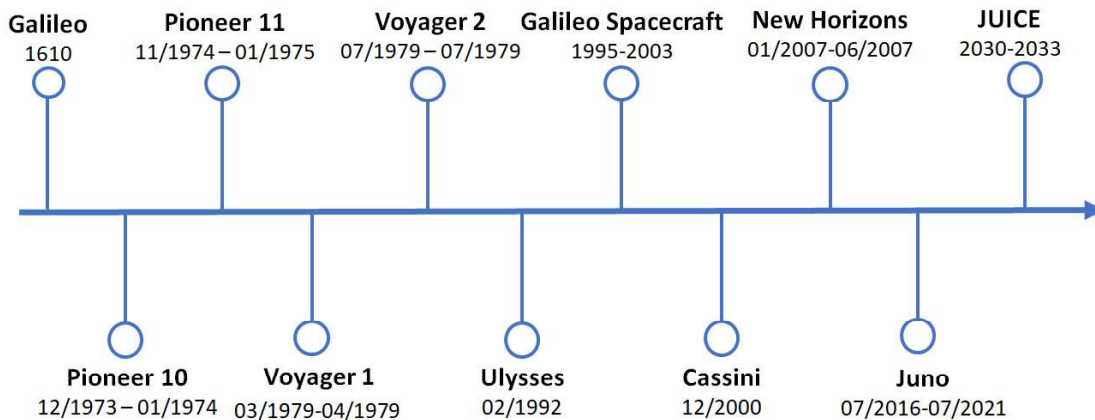 Galileo
1610
Pioneer 11
11/1974 – 01/1975
Voyager 2
07/1979 – 07/1979
Galileo Spacecraft
1995-2003
New Horizons
01/2007-06/2007
JUICE
2030-2033
Pioneer 10
12/1973 – 01/1974
Voyager 1
03/1979-04/1979
Ulysses
02/1992
Cassini
12/2000
Juno
07/2016-07/2021